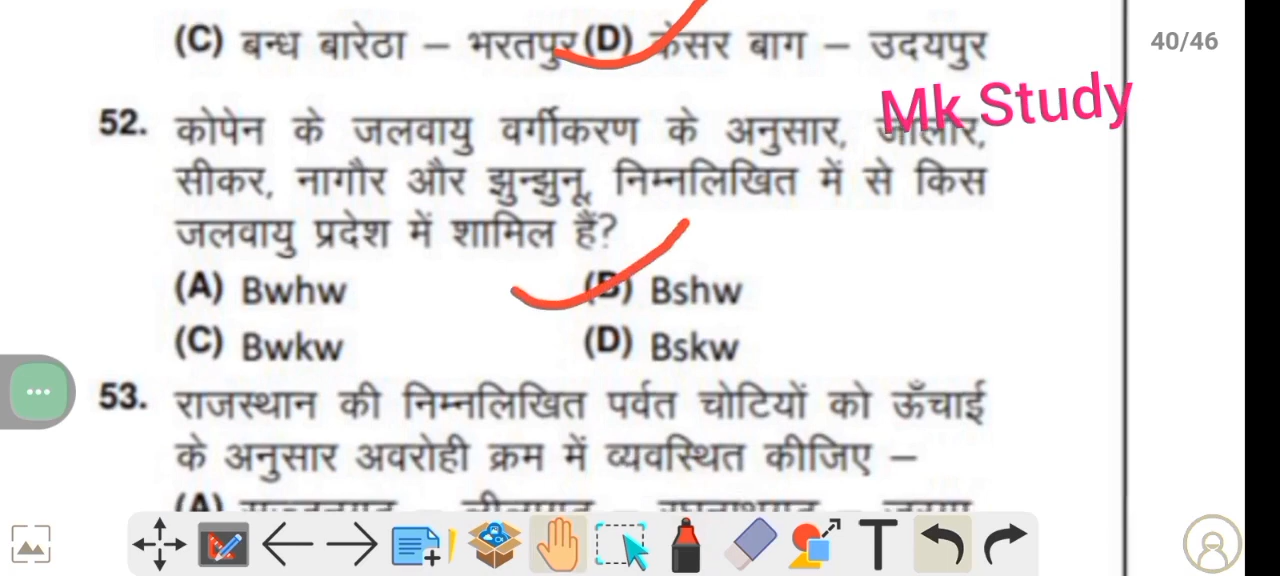 (C) बन्ध बारेठा – भरतपुर (D) केसर बाग – उदयपुर
40/46
Mk Study
52. कोपेन के जलवायु वर्गीकरण के अनुसार, जालोर,
सीकर, नागौर और झुन्झुनू, निम्नलिखित में से किस
जलवायु प्रदेश में शामिल हैं?
(A) Bwhw (B) Bshw
(C) Bwkw (D) Bskw
53. राजस्थान की निम्नलिखित पर्वत चोटियों को ऊँचाई
के अनुसार अवरोही क्रम में व्यवस्थित कीजिए –
(A)